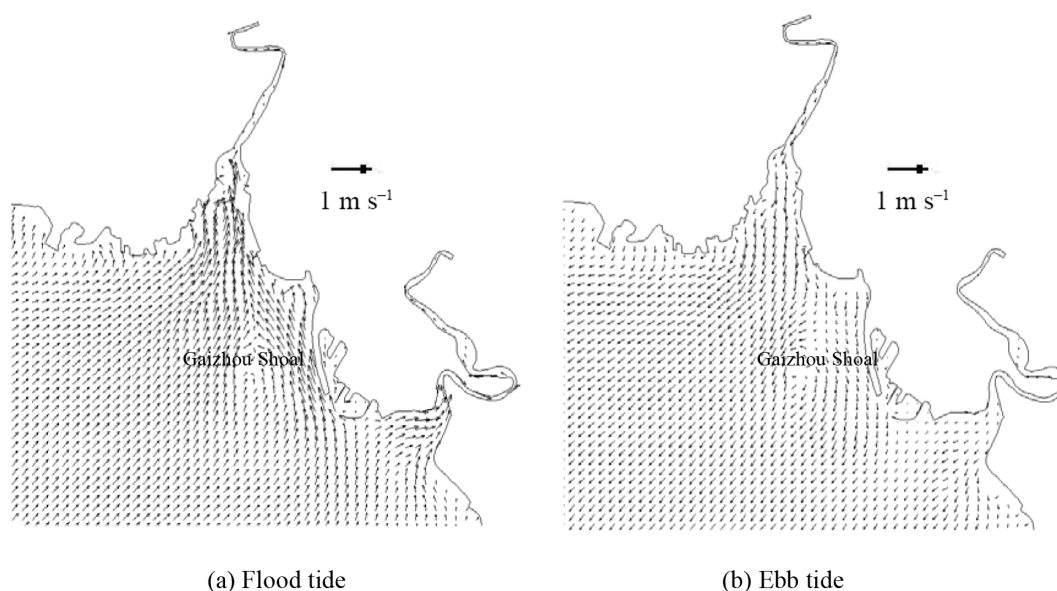 1 m s⁻¹
Gaizhou Shoal
(a) Flood tide
1 m s⁻¹
Gaizhou Shoal
(b) Ebb tide